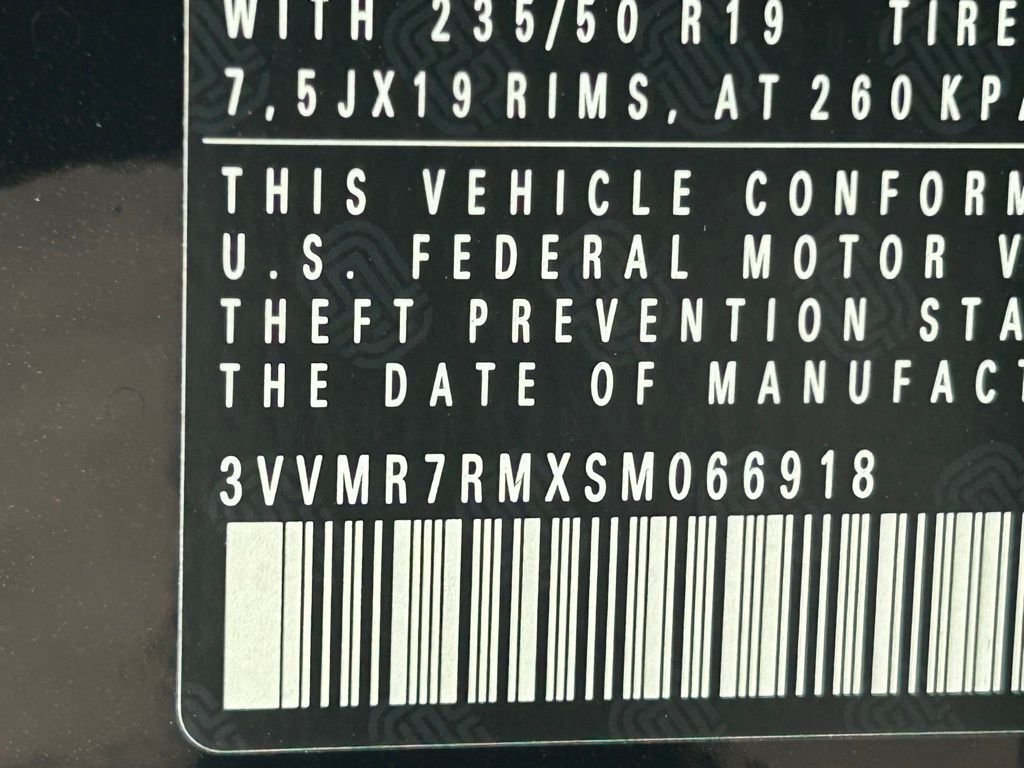 WITH 235/50 R19 TIRE
7,5JX19 RIMS, AT 260 KPA
THIS VEHICLE CONFORM
U.S. FEDERAL MOTOR V
THEFT PREVENTION STA
THE DATE OF MANUFACT
3VVMR7RMXSM066918